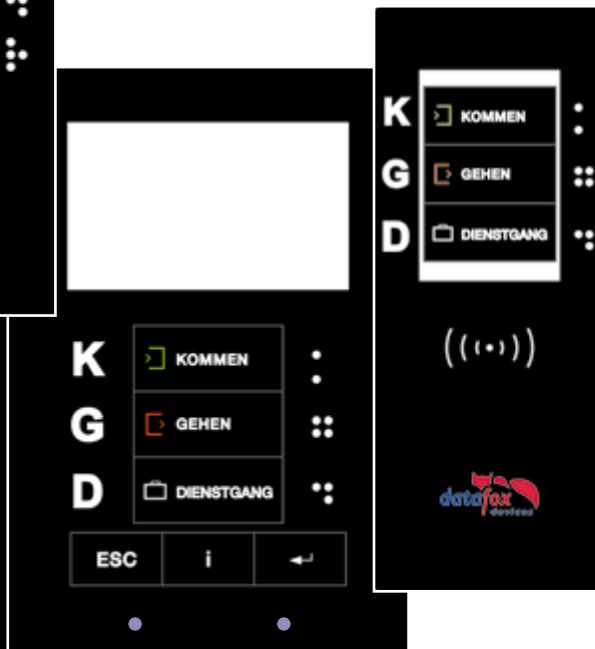 K KOMMEN
G GEHEN
D DIENSTGANG
ESC i
K KOMMEN
G GEHEN
D DIENSTGANG
datafox
devices